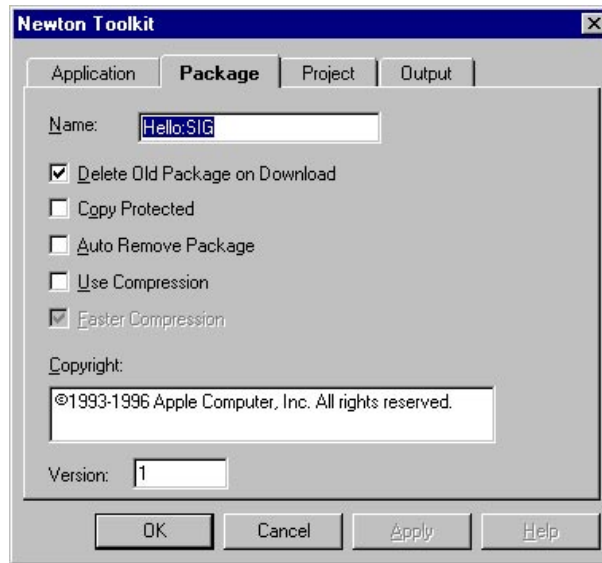 Newton Toolkit
Application Package Project Output
Name: Hello:SIG
Delete Old Package on Download
Copy Protected
Auto Remove Package
Use Compression
Faster Compression
Copyright:
©1993-1996 Apple Computer, Inc. All rights reserved.
Version: 1
OK Cancel Apply Help